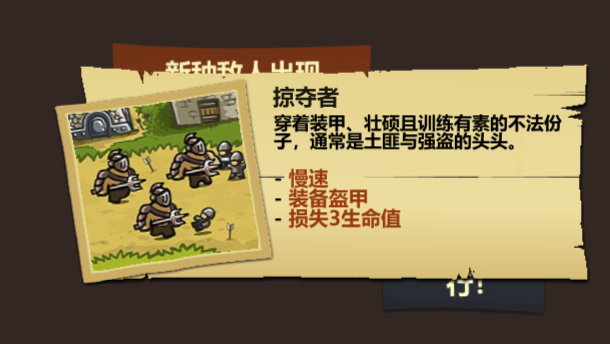 新种敌人出现
掠夺者
穿着装甲、壮硕且训练有素的不法份
子，通常是土匪与强盗的头头。
- 慢速
- 装备盔甲
- 损失3生命值
行！